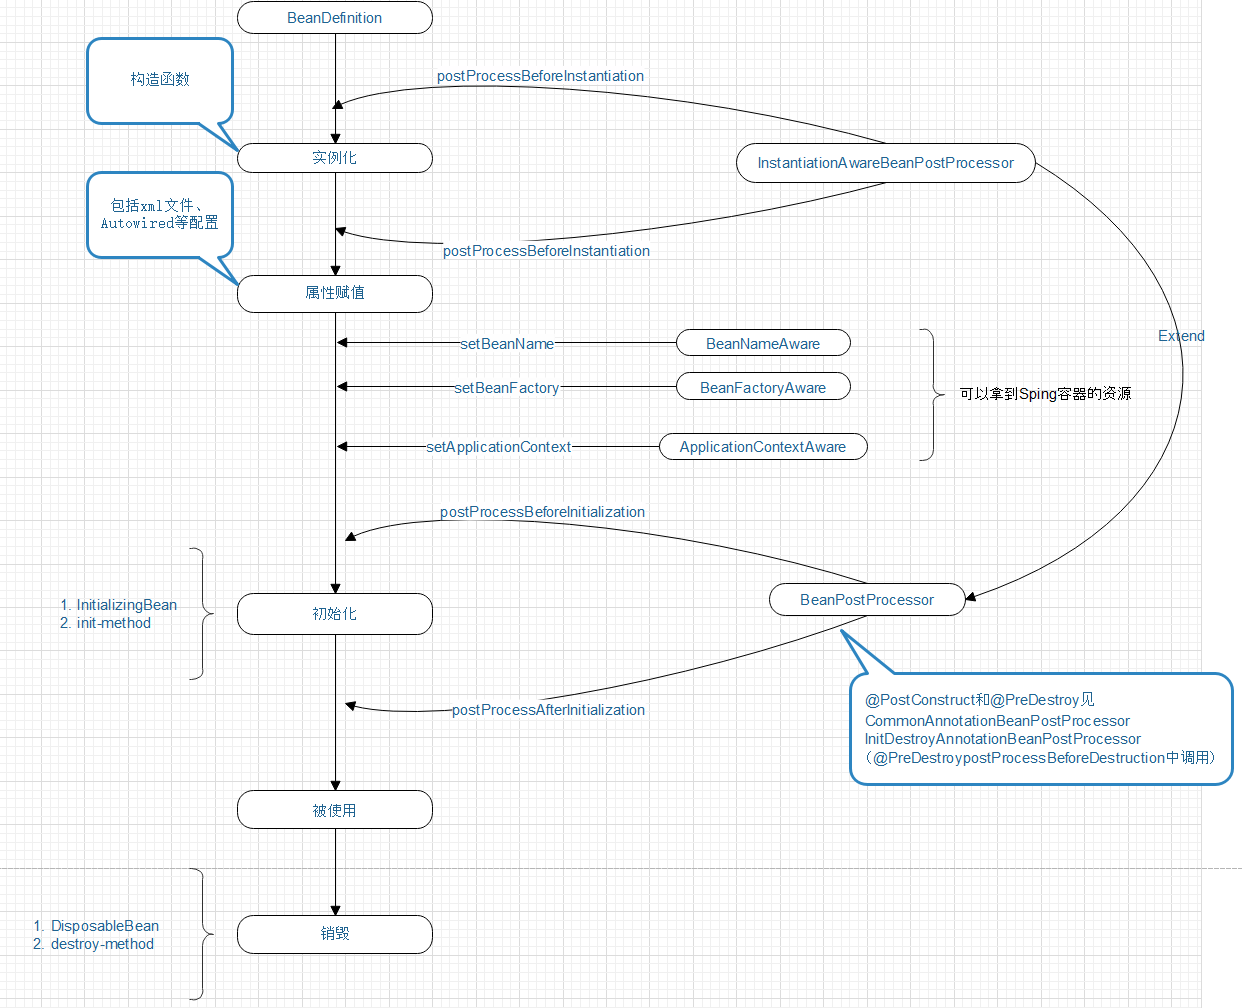 BeanDefinition
构造函数
postProcessBeforeInstantiation
实例化
InstantiationAwareBeanPostProcessor
包括xml文件、
Autowired等配置
postProcessBeforeInstantiation
属性赋值
setBeanName
BeanNameAware
Extend
setBeanFactory
BeanFactoryAware
可以拿到Sping容器的资源
setApplicationContext
ApplicationContextAware
postProcessBeforeInitialization
1. InitializingBean
2. init-method
初始化
BeanPostProcessor
postProcessAfterInitialization
@PostConstruct和@PreDestroy见
CommonAnnotationBeanPostProcessor
InitDestroyAnnotationBeanPostProcessor
（@PreDestroypostProcessBeforeDestruction中调用）
被使用
1. DisposableBean
2. destroy-method
销毁